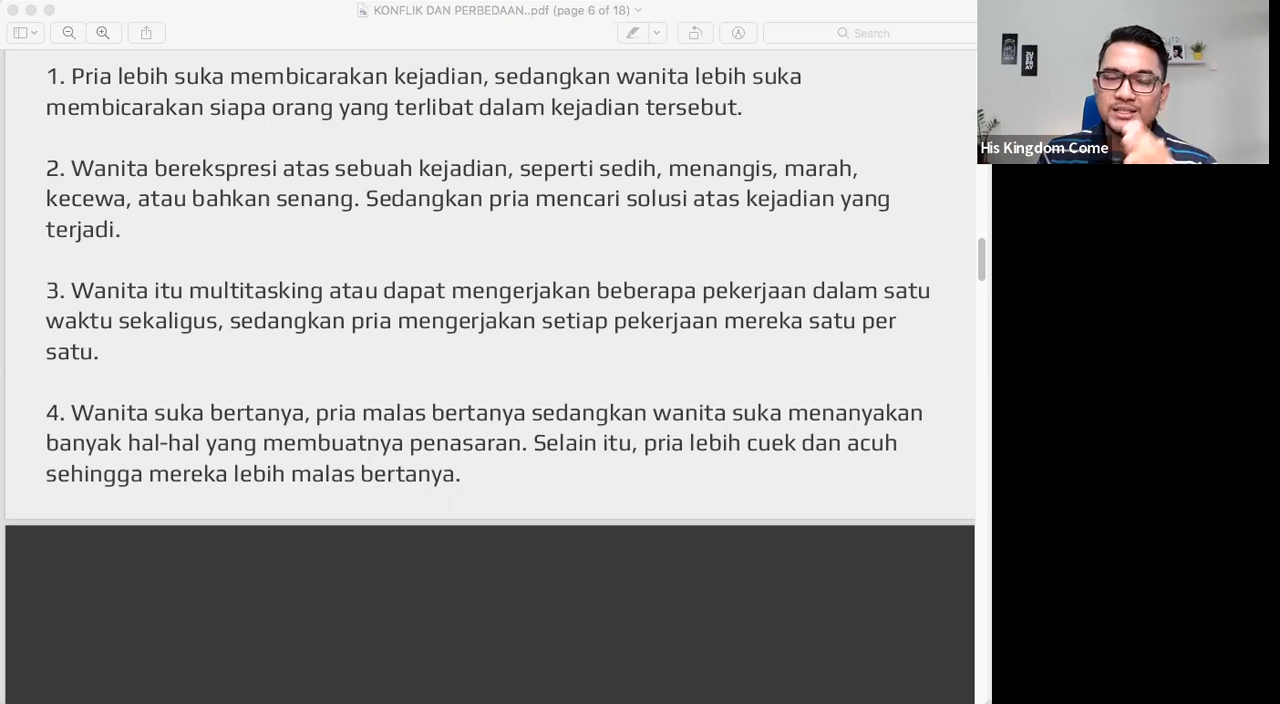 KONFLIK DAN PERBEDAAN..pdf (page 6 of 18)
Search
1. Pria lebih suka membicarakan kejadian, sedangkan wanita lebih suka
membicarakan siapa orang yang terlibat dalam kejadian tersebut.
2. Wanita berekspresi atas sebuah kejadian, seperti sedih, menangis, marah,
kecewa, atau bahkan senang. Sedangkan pria mencari solusi atas kejadian yang
terjadi.
3. Wanita itu multitasking atau dapat mengerjakan beberapa pekerjaan dalam satu
waktu sekaligus, sedangkan pria mengerjakan setiap pekerjaan mereka satu per
satu.
4. Wanita suka bertanya, pria malas bertanya sedangkan wanita suka menanyakan
banyak hal-hal yang membuatnya penasaran. Selain itu, pria lebih cuek dan acuh
sehingga mereka lebih malas bertanya.
JUST
PRAY
His Kingdom Come